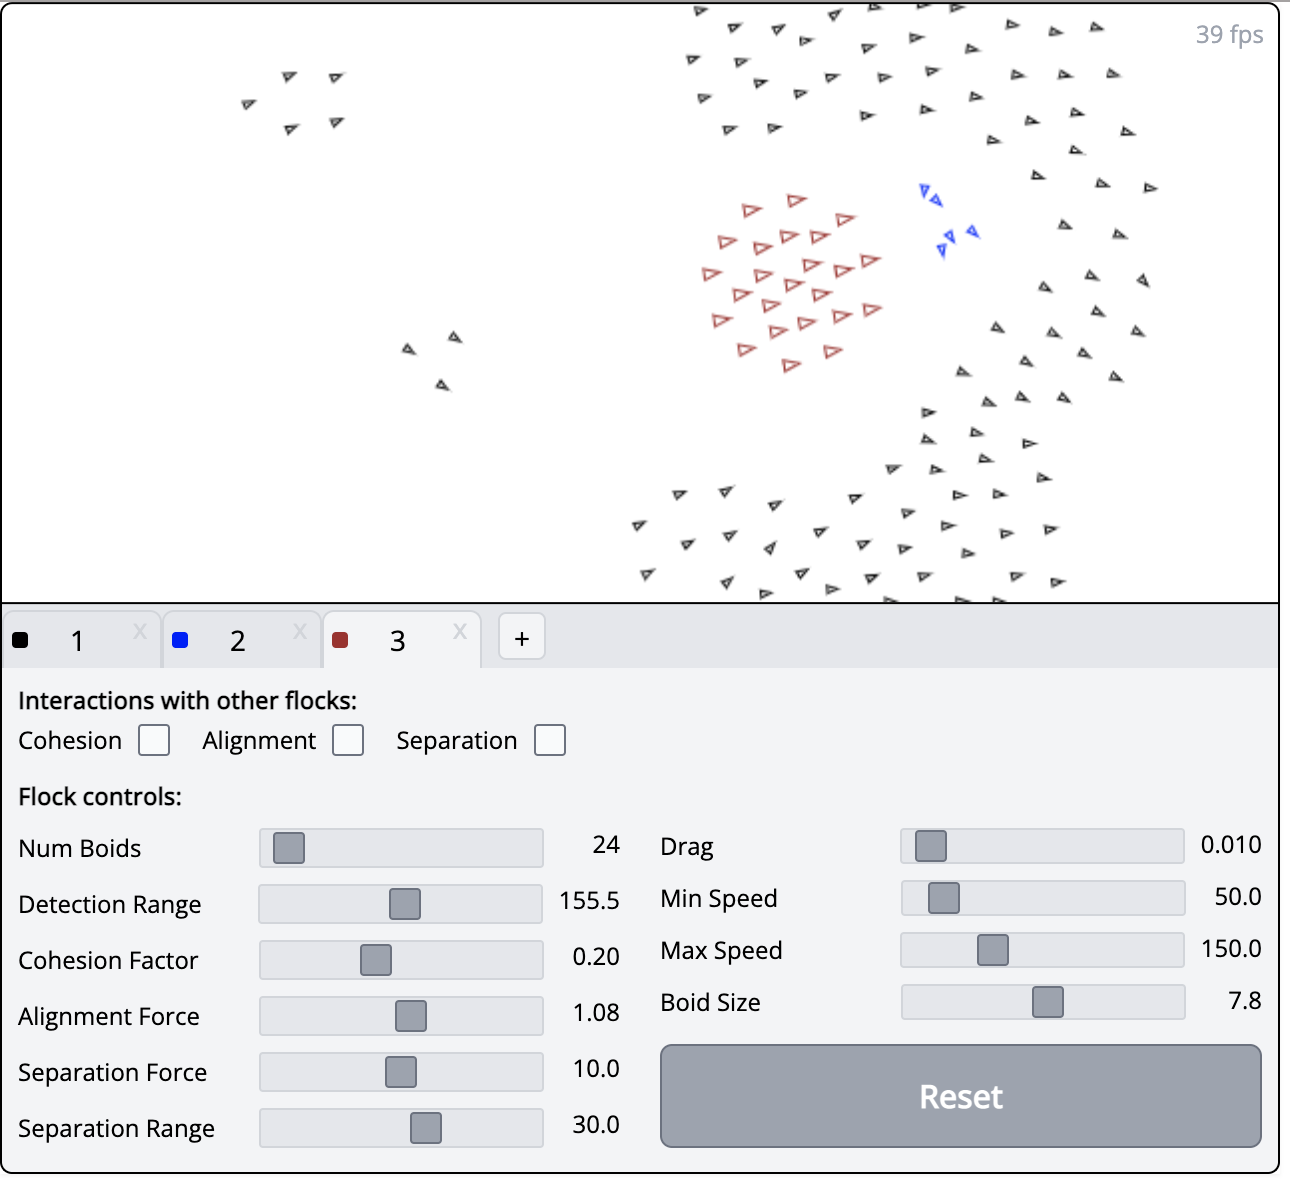 39 fps
1 x 2 x 3 x +
Interactions with other flocks:
Cohesion Alignment Separation
Flock controls:
Num Boids 24
Detection Range 155.5
Cohesion Factor 0.20
Alignment Force 1.08
Separation Force 10.0
Separation Range 30.0
Drag 0.010
Min Speed 50.0
Max Speed 150.0
Boid Size 7.8
Reset